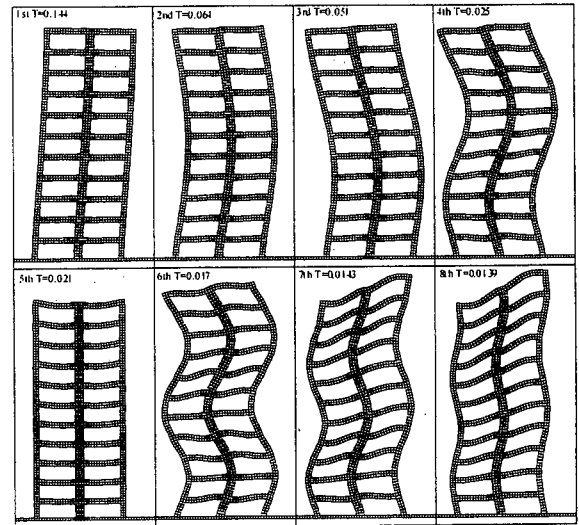 1st T=0.144
2nd T=0.064
3rd T=0.051
4th T=0.025
5th T=0.021
6th T=0.017
7th T=0.0143
8th T=0.0139